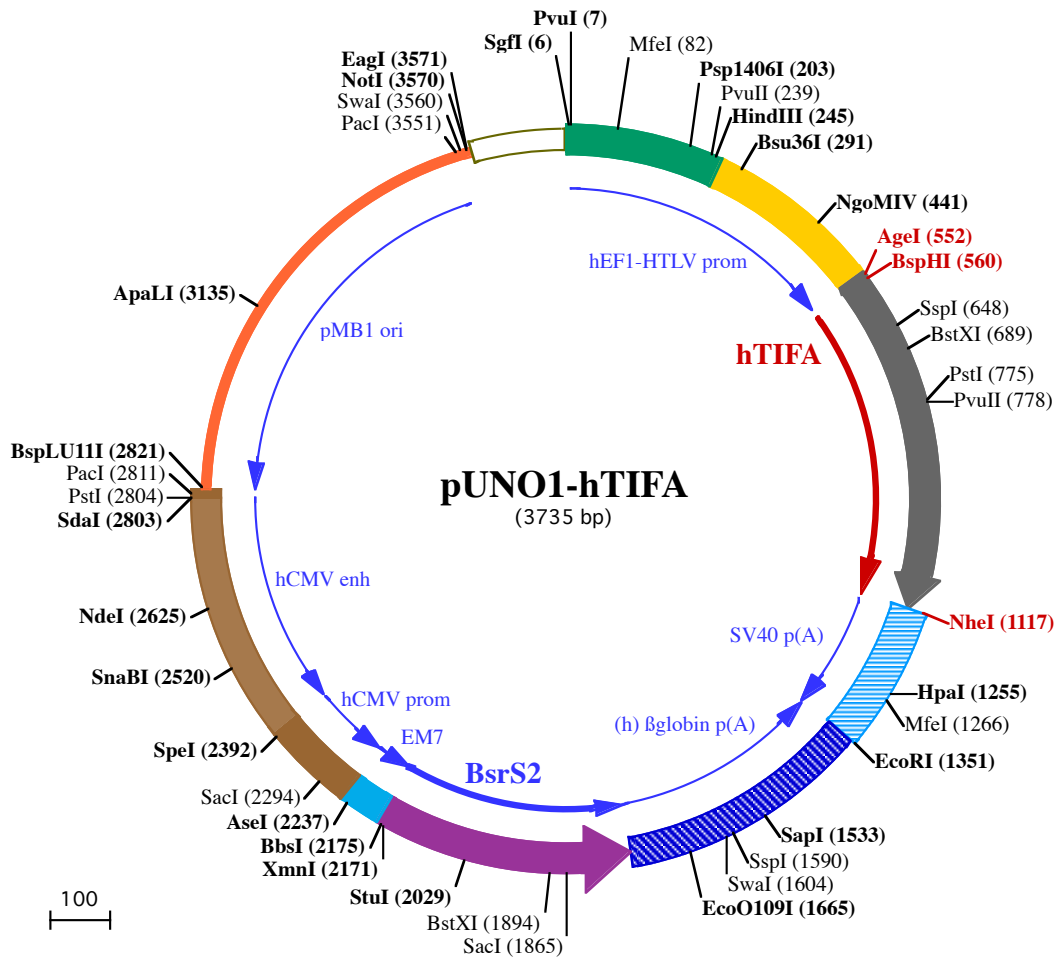 PvuI (7)
SgfI (6)
MfeI (82)
EagI (3571)
NotI (3570)
SwaI (3560)
PacI (3551)
Psp1406I (203)
PvuII (239)
HindIII (245)
Bsu36I (291)
NgoMIV (441)
AgeI (552)
BspHI (560)
hEF1-HTLV prom
ApaLI (3135)
SspI (648)
BstXI (689)
pMB1 ori
hTIFA
PstI (775)
PvuII (778)
BspLU11I (2821)
PacI (2811)
PstI (2804)
SdaI (2803)
pUNO1-hTIFA
(3735 bp)
hCMV enh
NdeI (2625)
NheI (1117)
SV40 p(A)
SnaBI (2520)
hCMV prom
HpaI (1255)
MfeI (1266)
(h) ßglobin p(A)
EM7
SpeI (2392)
EcoRI (1351)
BsrS2
SacI (2294)
AseI (2237)
BbsI (2175)
XmnI (2171)
SapI (1533)
SspI (1590)
SwaI (1604)
StuI (2029)
EcoO109I (1665)
100
BstXI (1894)
SacI (1865)